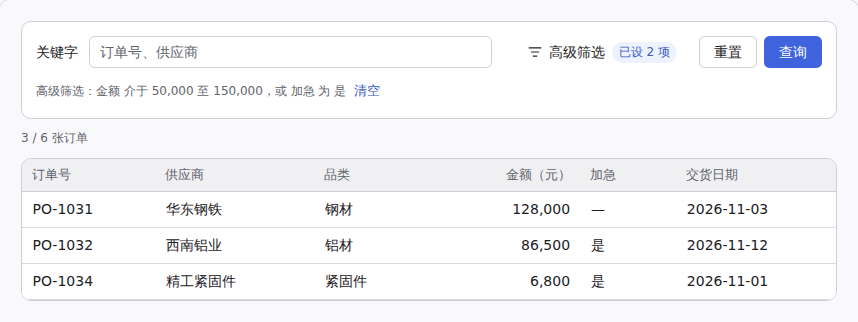 关键字 订单号、供应商 高级筛选 已设 2 项 重置 查询
高级筛选：金额 介于 50,000 至 150,000，或 加急 为 是 清空
3 / 6 张订单
订单号 供应商 品类 金额（元） 加急 交货日期
PO-1031 华东钢铁 钢材 128,000 — 2026-11-03
PO-1032 西南铝业 铝材 86,500 是 2026-11-12
PO-1034 精工紧固件 紧固件 6,800 是 2026-11-01